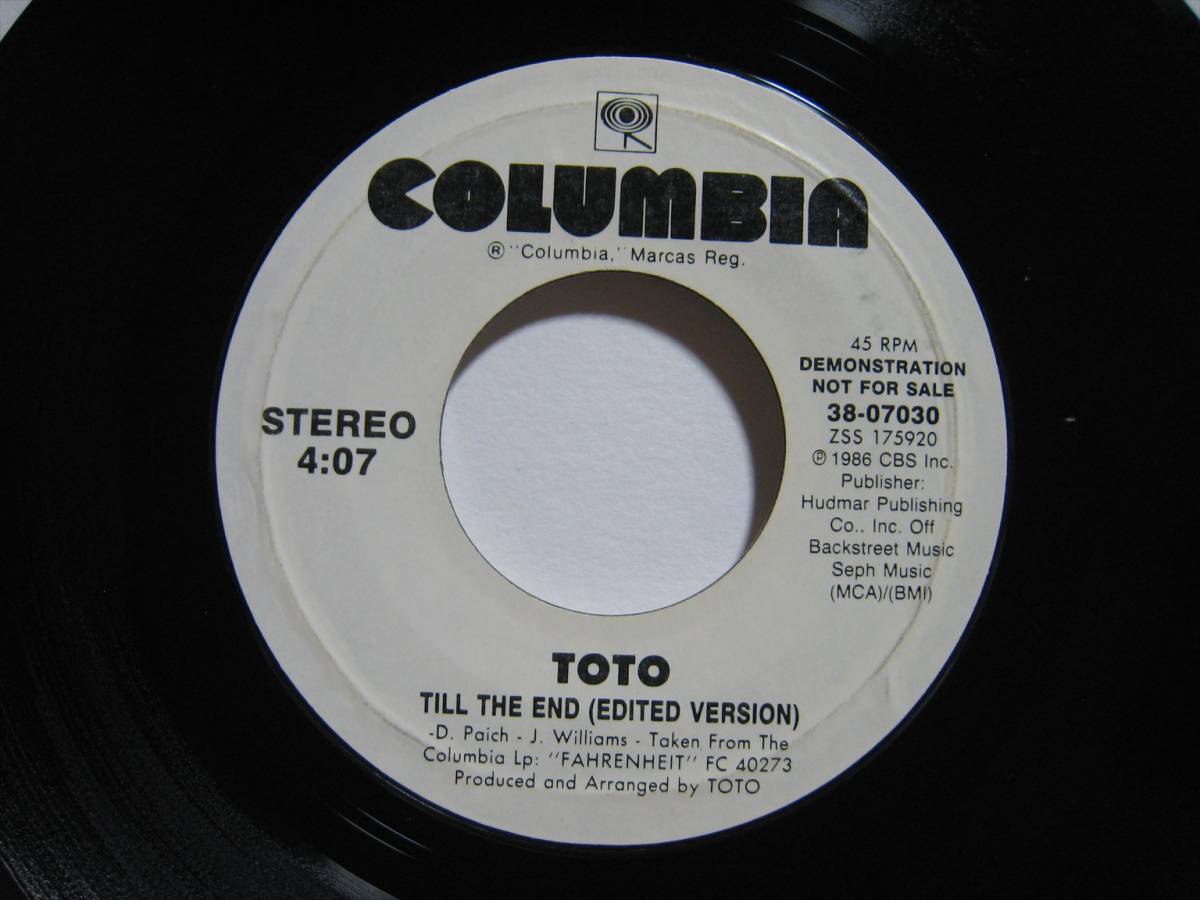 COLUMBIA
® "Columbia," Marcas Reg.
STEREO
4:07
45 RPM
DEMONSTRATION
NOT FOR SALE
38-07030
ZSS 175920
℗ 1986 CBS Inc.
Publisher:
Hudmar Publishing
Co., Inc. Off
Backstreet Music
Seph Music
(MCA)/(BMI)
TOTO
TILL THE END (EDITED VERSION)
-D. Paich - J. Williams - Taken From The
Columbia Lp: "FAHRENHEIT" FC 40273
Produced and Arranged by TOTO